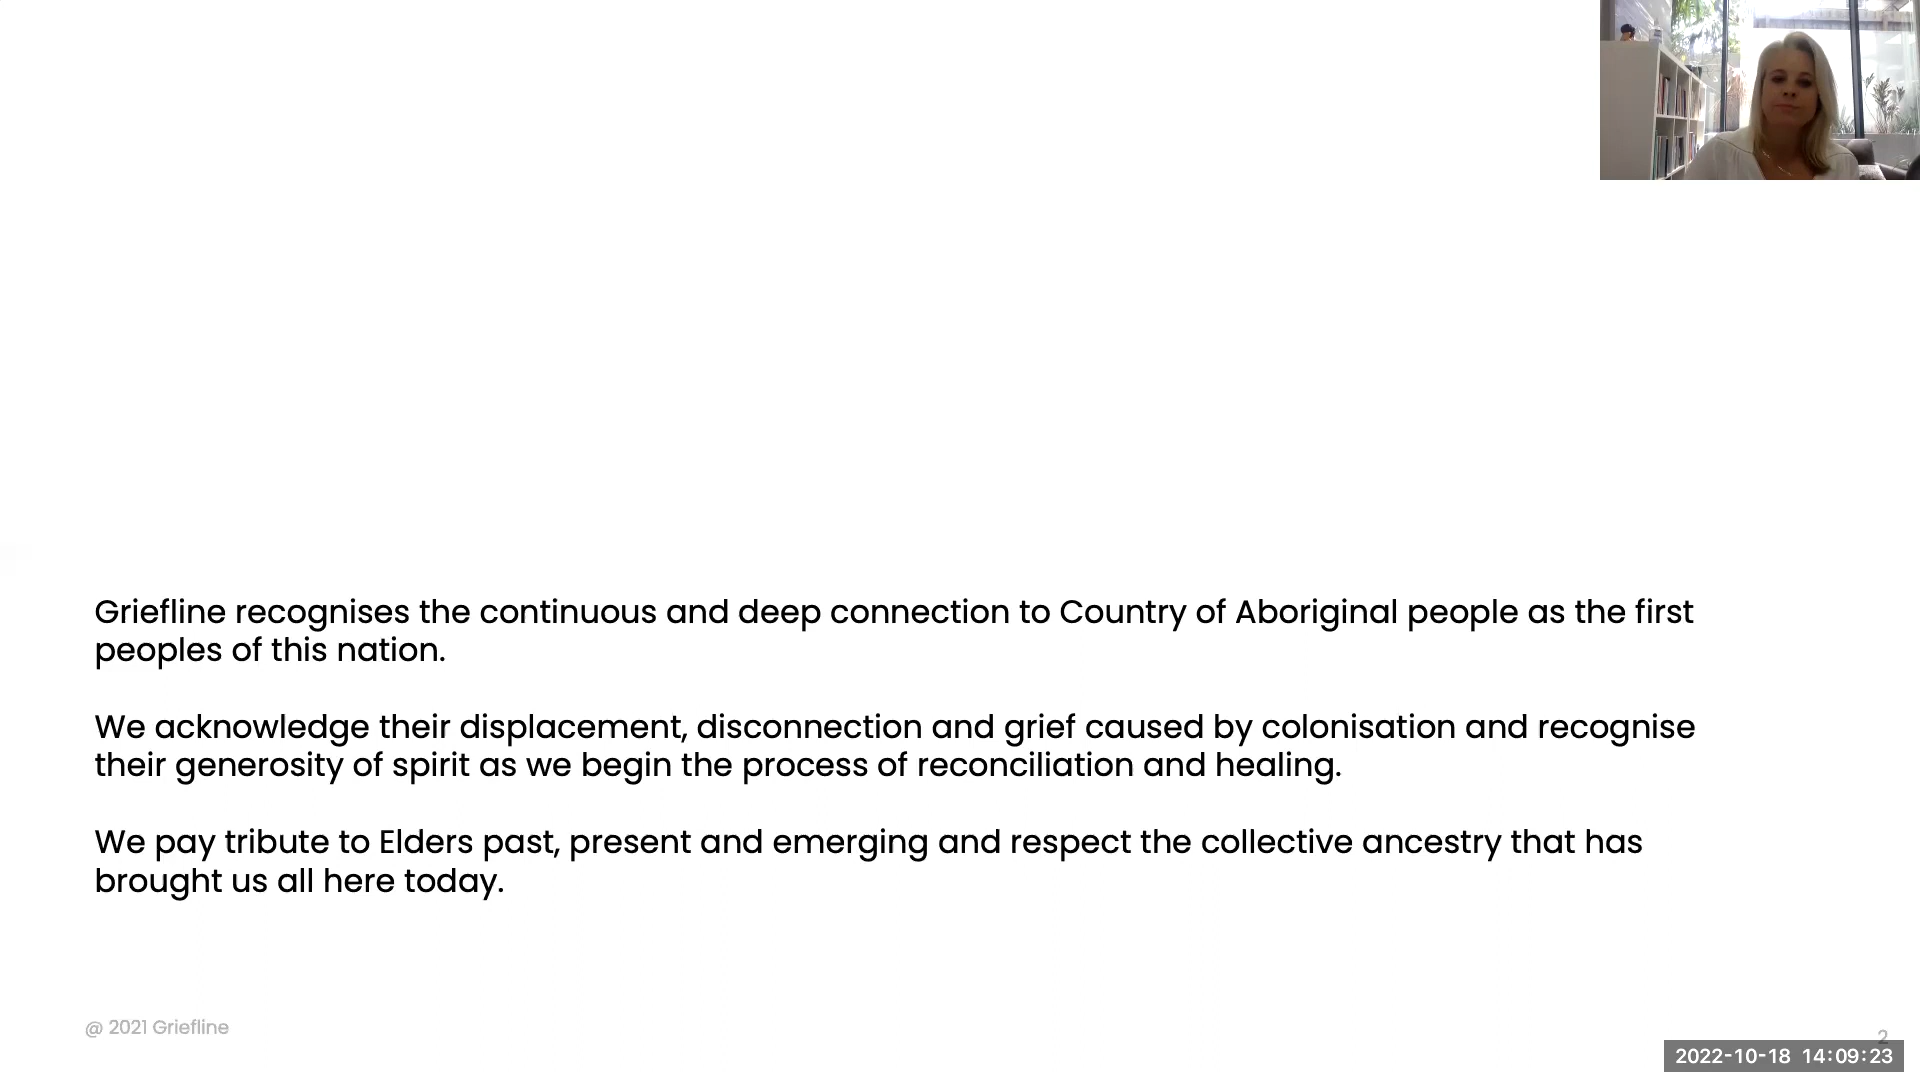 Griefline recognises the continuous and deep connection to Country of Aboriginal people as the first
peoples of this nation.
We acknowledge their displacement, disconnection and grief caused by colonisation and recognise
their generosity of spirit as we begin the process of reconciliation and healing.
We pay tribute to Elders past, present and emerging and respect the collective ancestry that has
brought us all here today.
@ 2021 Griefline
2
2022-10-18 14:09:23